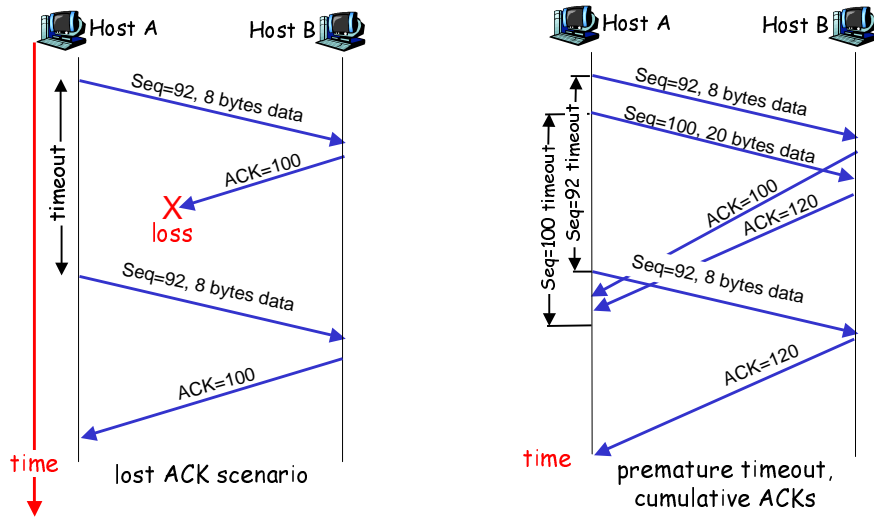 Host A
Host B
Seq=92, 8 bytes data
ACK=100
timeout
X
loss
Seq=92, 8 bytes data
ACK=100
time
lost ACK scenario
Host A
Host B
Seq=92, 8 bytes data
Seq=100, 20 bytes data
Seq=100 timeout
Seq=92 timeout
ACK=100
ACK=120
Seq=92, 8 bytes data
ACK=120
time
premature timeout,
cumulative ACKs